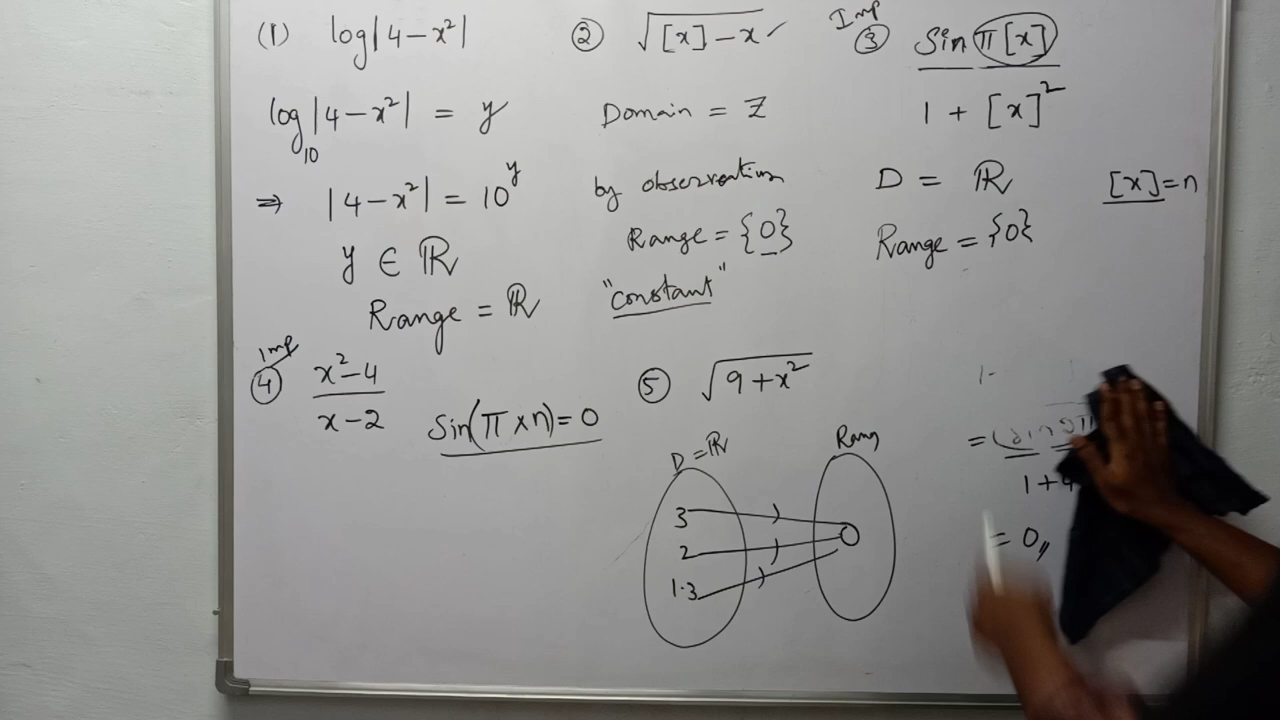 (1) log|4-x²|
log₁₀|4-x²| = y
⇒ |4-x²| = 10^y
y ∈ ℝ
Range = ℝ
② √([x]-x)
Domain = Z
by observation
Range = {0}
"constant"
Imp
③ Sin π[x]
1 + [x]²
D = ℝ
[x]=n
Range = {0}
Imp
④ x²-4
x-2
Sin(π×n)=0
⑤ √(9+x²)
D=ℝ
Rang
3
2
1.3
0
1+4
= 0,,